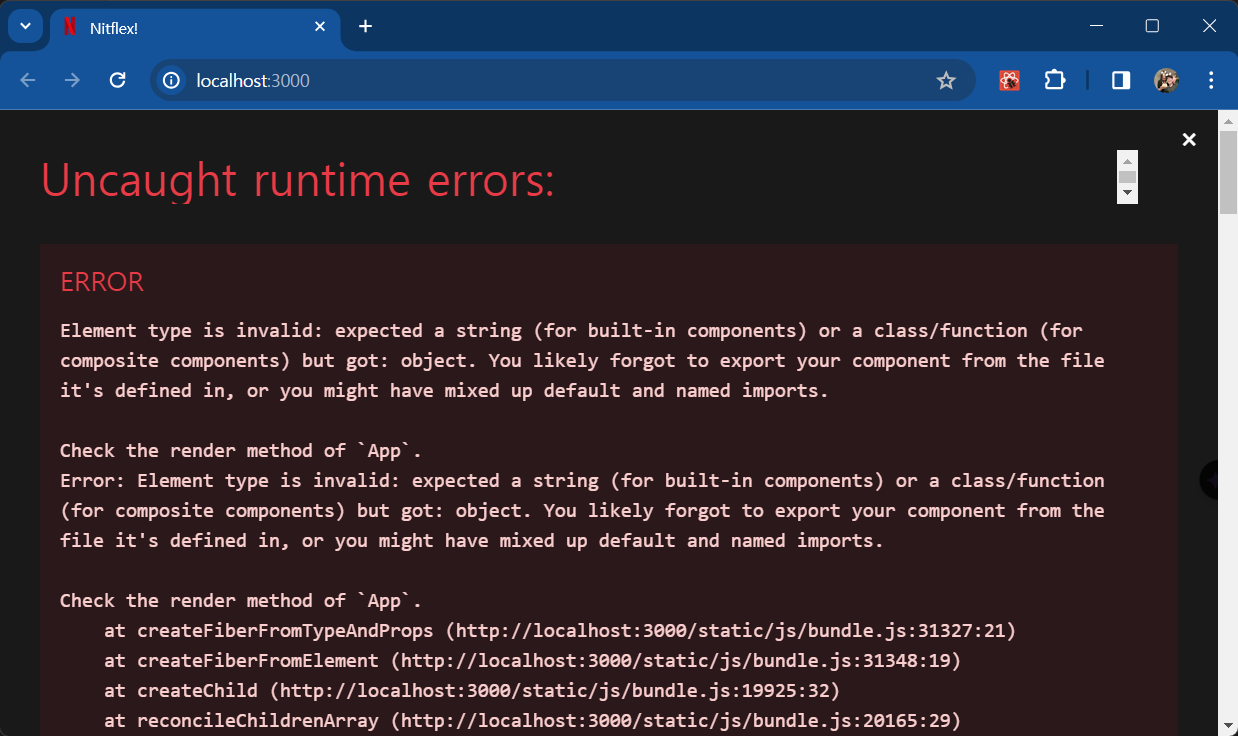 Nitflex!
localhost:3000
Uncaught runtime errors:
ERROR
Element type is invalid: expected a string (for built-in components) or a class/function (for
composite components) but got: object. You likely forgot to export your component from the file
it's defined in, or you might have mixed up default and named imports.
Check the render method of `App`.
Error: Element type is invalid: expected a string (for built-in components) or a class/function
(for composite components) but got: object. You likely forgot to export your component from the
file it's defined in, or you might have mixed up default and named imports.
Check the render method of `App`.
at createFiberFromTypeAndProps (http://localhost:3000/static/js/bundle.js:31327:21)
at createFiberFromElement (http://localhost:3000/static/js/bundle.js:31348:19)
at createChild (http://localhost:3000/static/js/bundle.js:19925:32)
at reconcileChildrenArray (http://localhost:3000/static/js/bundle.js:20165:29)